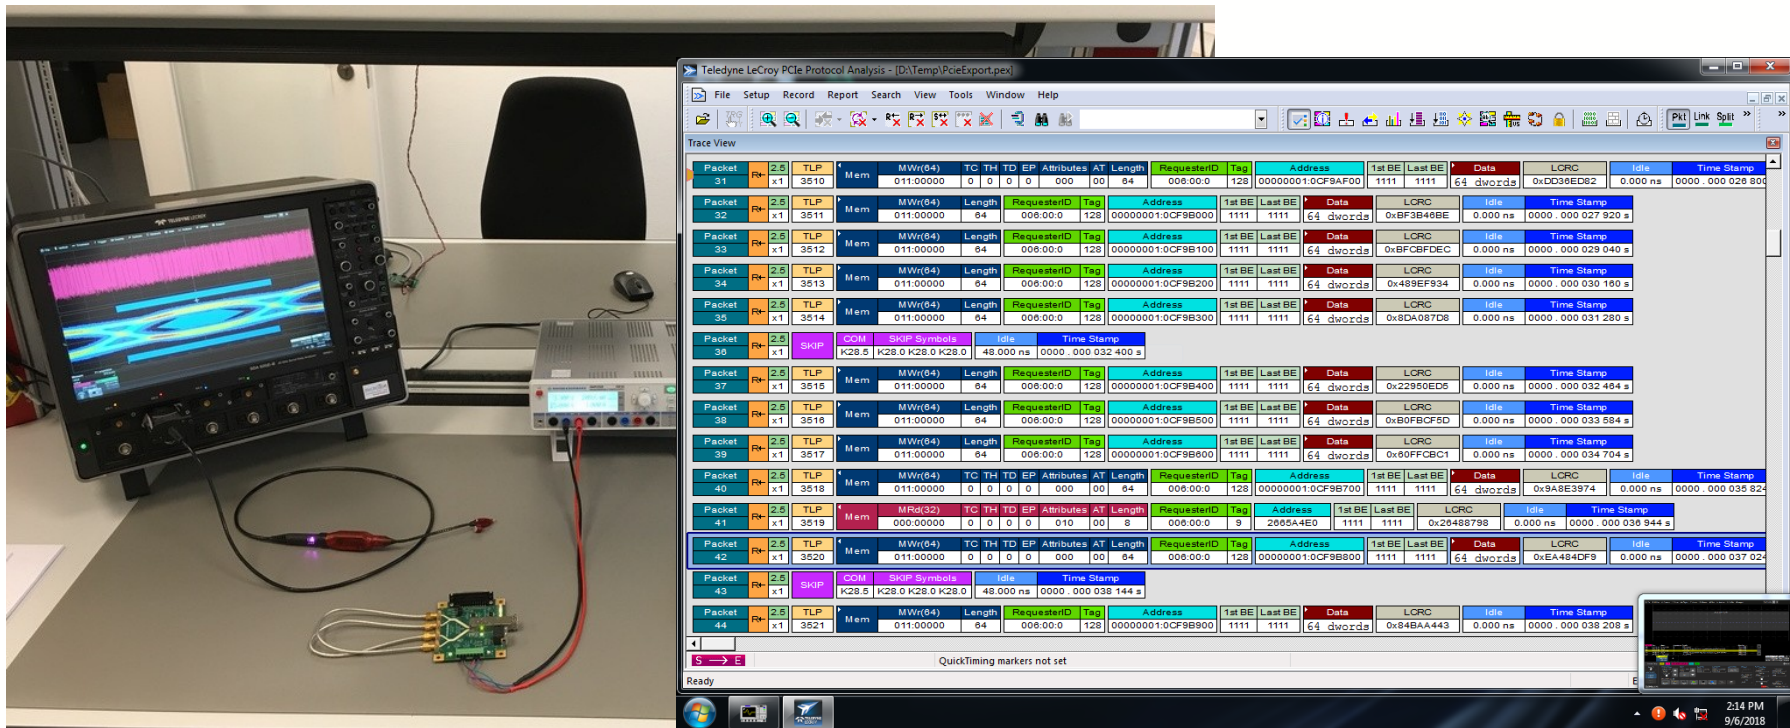 TELEDYNE LECROY
Teledyne LeCroy PCIe Protocol Analysis - [D:\Temp\PcieExport.pex]
File Setup Record Report Search View Tools Window Help
Pkt Link Split
Trace View
Packet R← 2.5 TLP Mem MWr(64) TC TH TD EP Attributes AT Length RequesterID Tag Address 1st BE Last BE Data LCRC Idle Time Stamp
31 x1 3510 011:00000 0 0 0 0 000 00 64 006:00:0 128 00000001:0CF9AF00 1111 1111 64 dwords 0xDD36ED82 0.000 ns 0000 . 000 026 800
Packet R← 2.5 TLP Mem MWr(64) Length RequesterID Tag Address 1st BE Last BE Data LCRC Idle Time Stamp
32 x1 3511 011:00000 64 006:00:0 128 00000001:0CF9B000 1111 1111 64 dwords 0xBF3B46BE 0.000 ns 0000 . 000 027 920 s
Packet R← 2.5 TLP Mem MWr(64) Length RequesterID Tag Address 1st BE Last BE Data LCRC Idle Time Stamp
33 x1 3512 011:00000 64 006:00:0 128 00000001:0CF9B100 1111 1111 64 dwords 0xBFCBFDEC 0.000 ns 0000 . 000 029 040 s
Packet R← 2.5 TLP Mem MWr(64) Length RequesterID Tag Address 1st BE Last BE Data LCRC Idle Time Stamp
34 x1 3513 011:00000 64 006:00:0 128 00000001:0CF9B200 1111 1111 64 dwords 0x489EF934 0.000 ns 0000 . 000 030 160 s
Packet R← 2.5 TLP Mem MWr(64) Length RequesterID Tag Address 1st BE Last BE Data LCRC Idle Time Stamp
35 x1 3514 011:00000 64 006:00:0 128 00000001:0CF9B300 1111 1111 64 dwords 0x8DA087D8 0.000 ns 0000 . 000 031 280 s
Packet R← 2.5 SKIP COM SKIP Symbols Idle Time Stamp
36 x1 K28.5 K28.0 K28.0 K28.0 48.000 ns 0000 . 000 032 400 s
Packet R← 2.5 TLP Mem MWr(64) Length RequesterID Tag Address 1st BE Last BE Data LCRC Idle Time Stamp
37 x1 3515 011:00000 64 006:00:0 128 00000001:0CF9B400 1111 1111 64 dwords 0x22950ED5 0.000 ns 0000 . 000 032 464 s
Packet R← 2.5 TLP Mem MWr(64) Length RequesterID Tag Address 1st BE Last BE Data LCRC Idle Time Stamp
38 x1 3516 011:00000 64 006:00:0 128 00000001:0CF9B500 1111 1111 64 dwords 0xB0FBCF5D 0.000 ns 0000 . 000 033 584 s
Packet R← 2.5 TLP Mem MWr(64) Length RequesterID Tag Address 1st BE Last BE Data LCRC Idle Time Stamp
39 x1 3517 011:00000 64 006:00:0 128 00000001:0CF9B600 1111 1111 64 dwords 0x60FFCBC1 0.000 ns 0000 . 000 034 704 s
Packet R← 2.5 TLP Mem MWr(64) TC TH TD EP Attributes AT Length RequesterID Tag Address 1st BE Last BE Data LCRC Idle Time Stamp
40 x1 3518 011:00000 0 0 0 0 000 00 64 006:00:0 128 00000001:0CF9B700 1111 1111 64 dwords 0x9A8E3974 0.000 ns 0000 . 000 035 824
Packet R← 2.5 TLP Mem MRd(32) TC TH TD EP Attributes AT Length RequesterID Tag Address 1st BE Last BE LCRC Idle Time Stamp
41 x1 3519 000:00000 0 0 0 0 010 00 8 006:00:0 9 2665A4E0 1111 1111 0x26488798 0.000 ns 0000 . 000 036 944 s
Packet R← 2.5 TLP Mem MWr(64) TC TH TD EP Attributes AT Length RequesterID Tag Address 1st BE Last BE Data LCRC Idle Time Stamp
42 x1 3520 011:00000 0 0 0 0 000 00 64 006:00:0 128 00000001:0CF9B800 1111 1111 64 dwords 0xEA484DF9 0.000 ns 0000 . 000 037 024
Packet R← 2.5 SKIP COM SKIP Symbols Idle Time Stamp
43 x1 K28.5 K28.0 K28.0 K28.0 48.000 ns 0000 . 000 038 144 s
Packet R← 2.5 TLP Mem MWr(64) Length RequesterID Tag Address 1st BE Last BE Data LCRC Idle Time Stamp
44 x1 3521 011:00000 64 006:00:0 128 00000001:0CF9B900 1111 1111 64 dwords 0x84BAA443 0.000 ns 0000 . 000 038 208 s
S → E QuickTiming markers not set
Ready
2:14 PM
9/6/2018